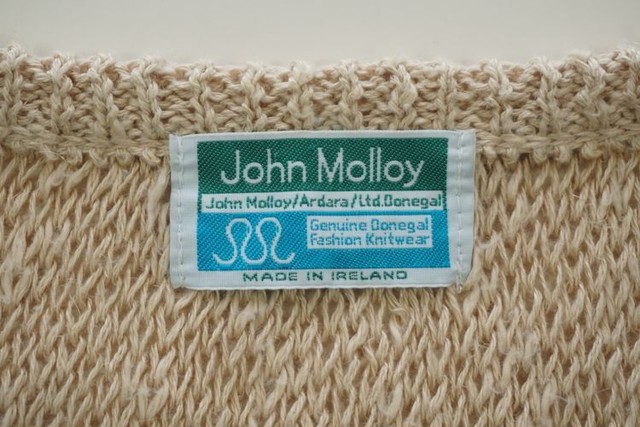 John Molloy
John Molloy/Ardara/Ltd.Donegal
Genuine Donegal
Fashion Knitwear
MADE IN IRELAND